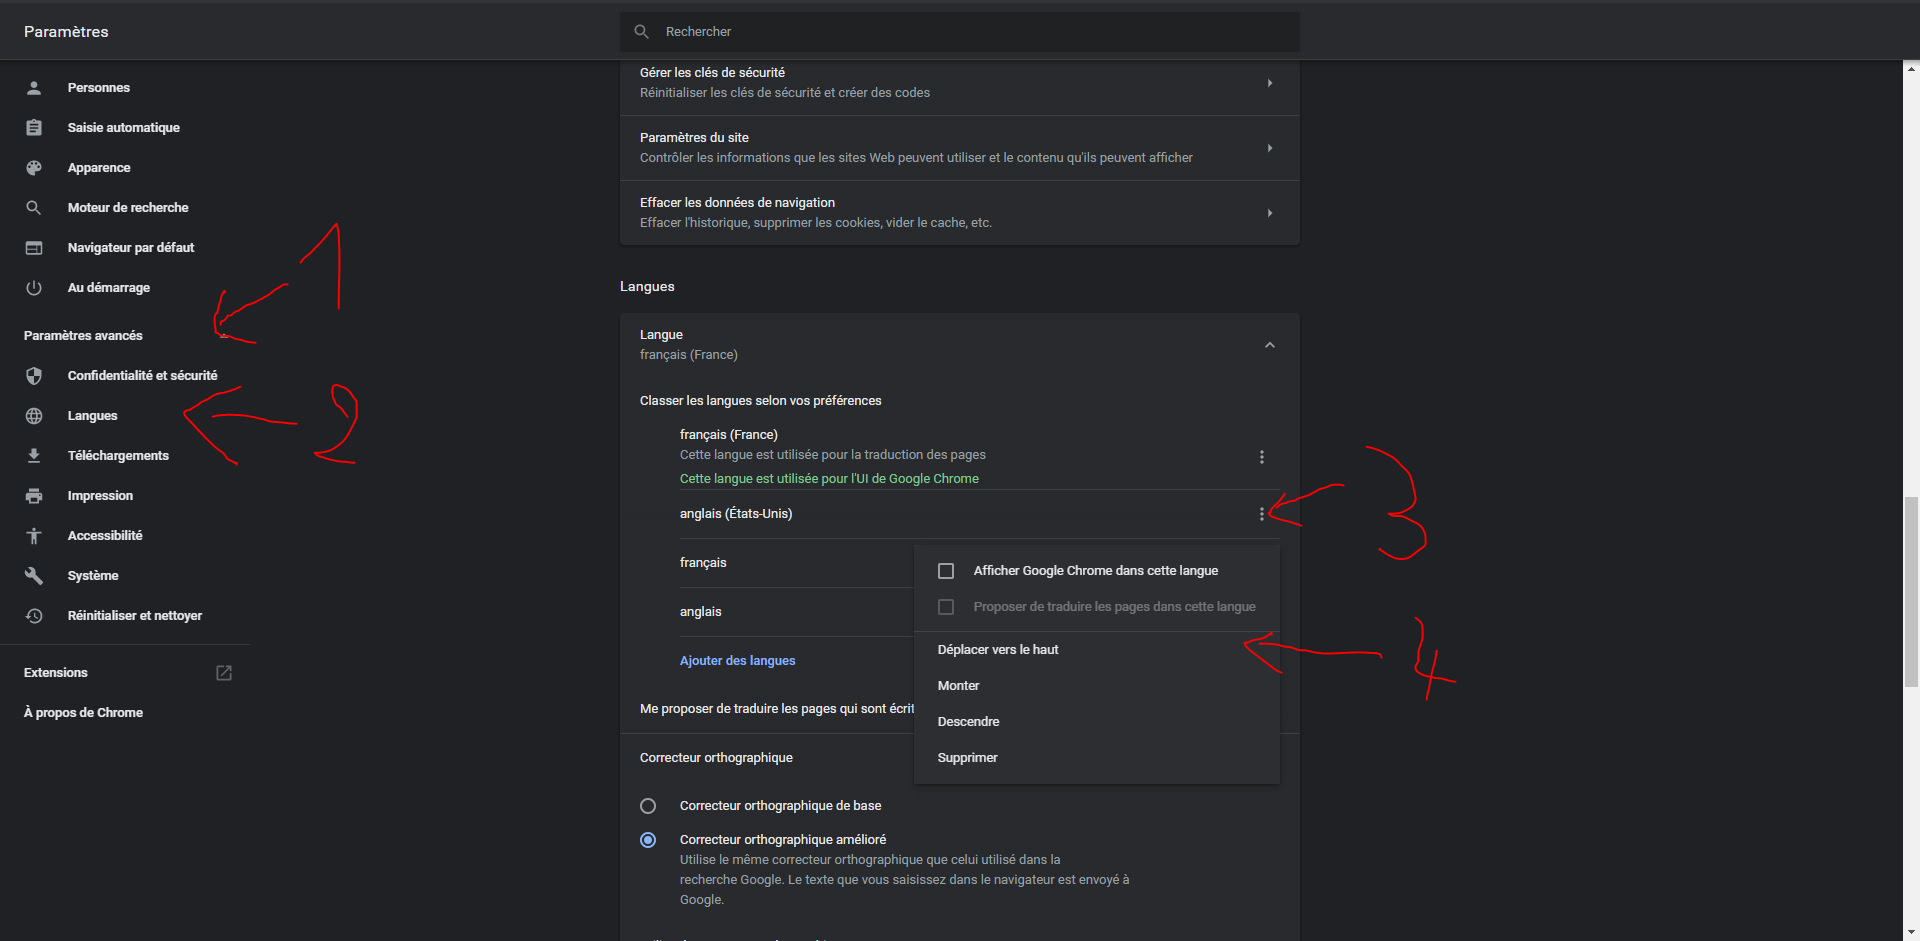 Paramètres
Rechercher
Personnes
Saisie automatique
Apparence
Moteur de recherche
Navigateur par défaut
Au démarrage
Paramètres avancés
Confidentialité et sécurité
Langues
Téléchargements
Impression
Accessibilité
Système
Réinitialiser et nettoyer
Extensions
À propos de Chrome
1
2
Gérer les clés de sécurité
Réinitialiser les clés de sécurité et créer des codes
Paramètres du site
Contrôler les informations que les sites Web peuvent utiliser et le contenu qu'ils peuvent afficher
Effacer les données de navigation
Effacer l'historique, supprimer les cookies, vider le cache, etc.
Langues
Langue
français (France)
Classer les langues selon vos préférences
français (France)
Cette langue est utilisée pour la traduction des pages
Cette langue est utilisée pour l'UI de Google Chrome
anglais (États-Unis)
français
anglais
Ajouter des langues
Me proposer de traduire les pages qui sont écrit
Afficher Google Chrome dans cette langue
Proposer de traduire les pages dans cette langue
Déplacer vers le haut
Monter
Descendre
Supprimer
3
4
Correcteur orthographique
Correcteur orthographique de base
Correcteur orthographique amélioré
Utilise le même correcteur orthographique que celui utilisé dans la
recherche Google. Le texte que vous saisissez dans le navigateur est envoyé à
Google.